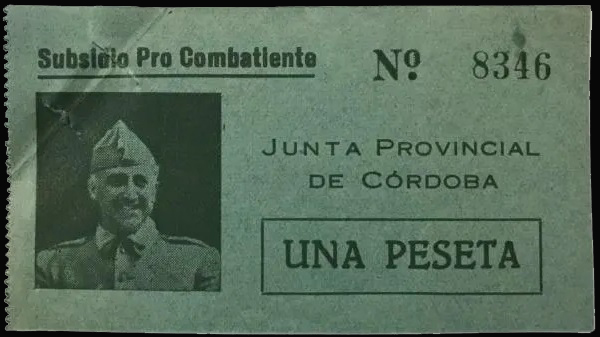 Subsidio Pro Combatiente
Nº. 8346
JUNTA PROVINCIAL
DE CÓRDOBA
UNA PESETA